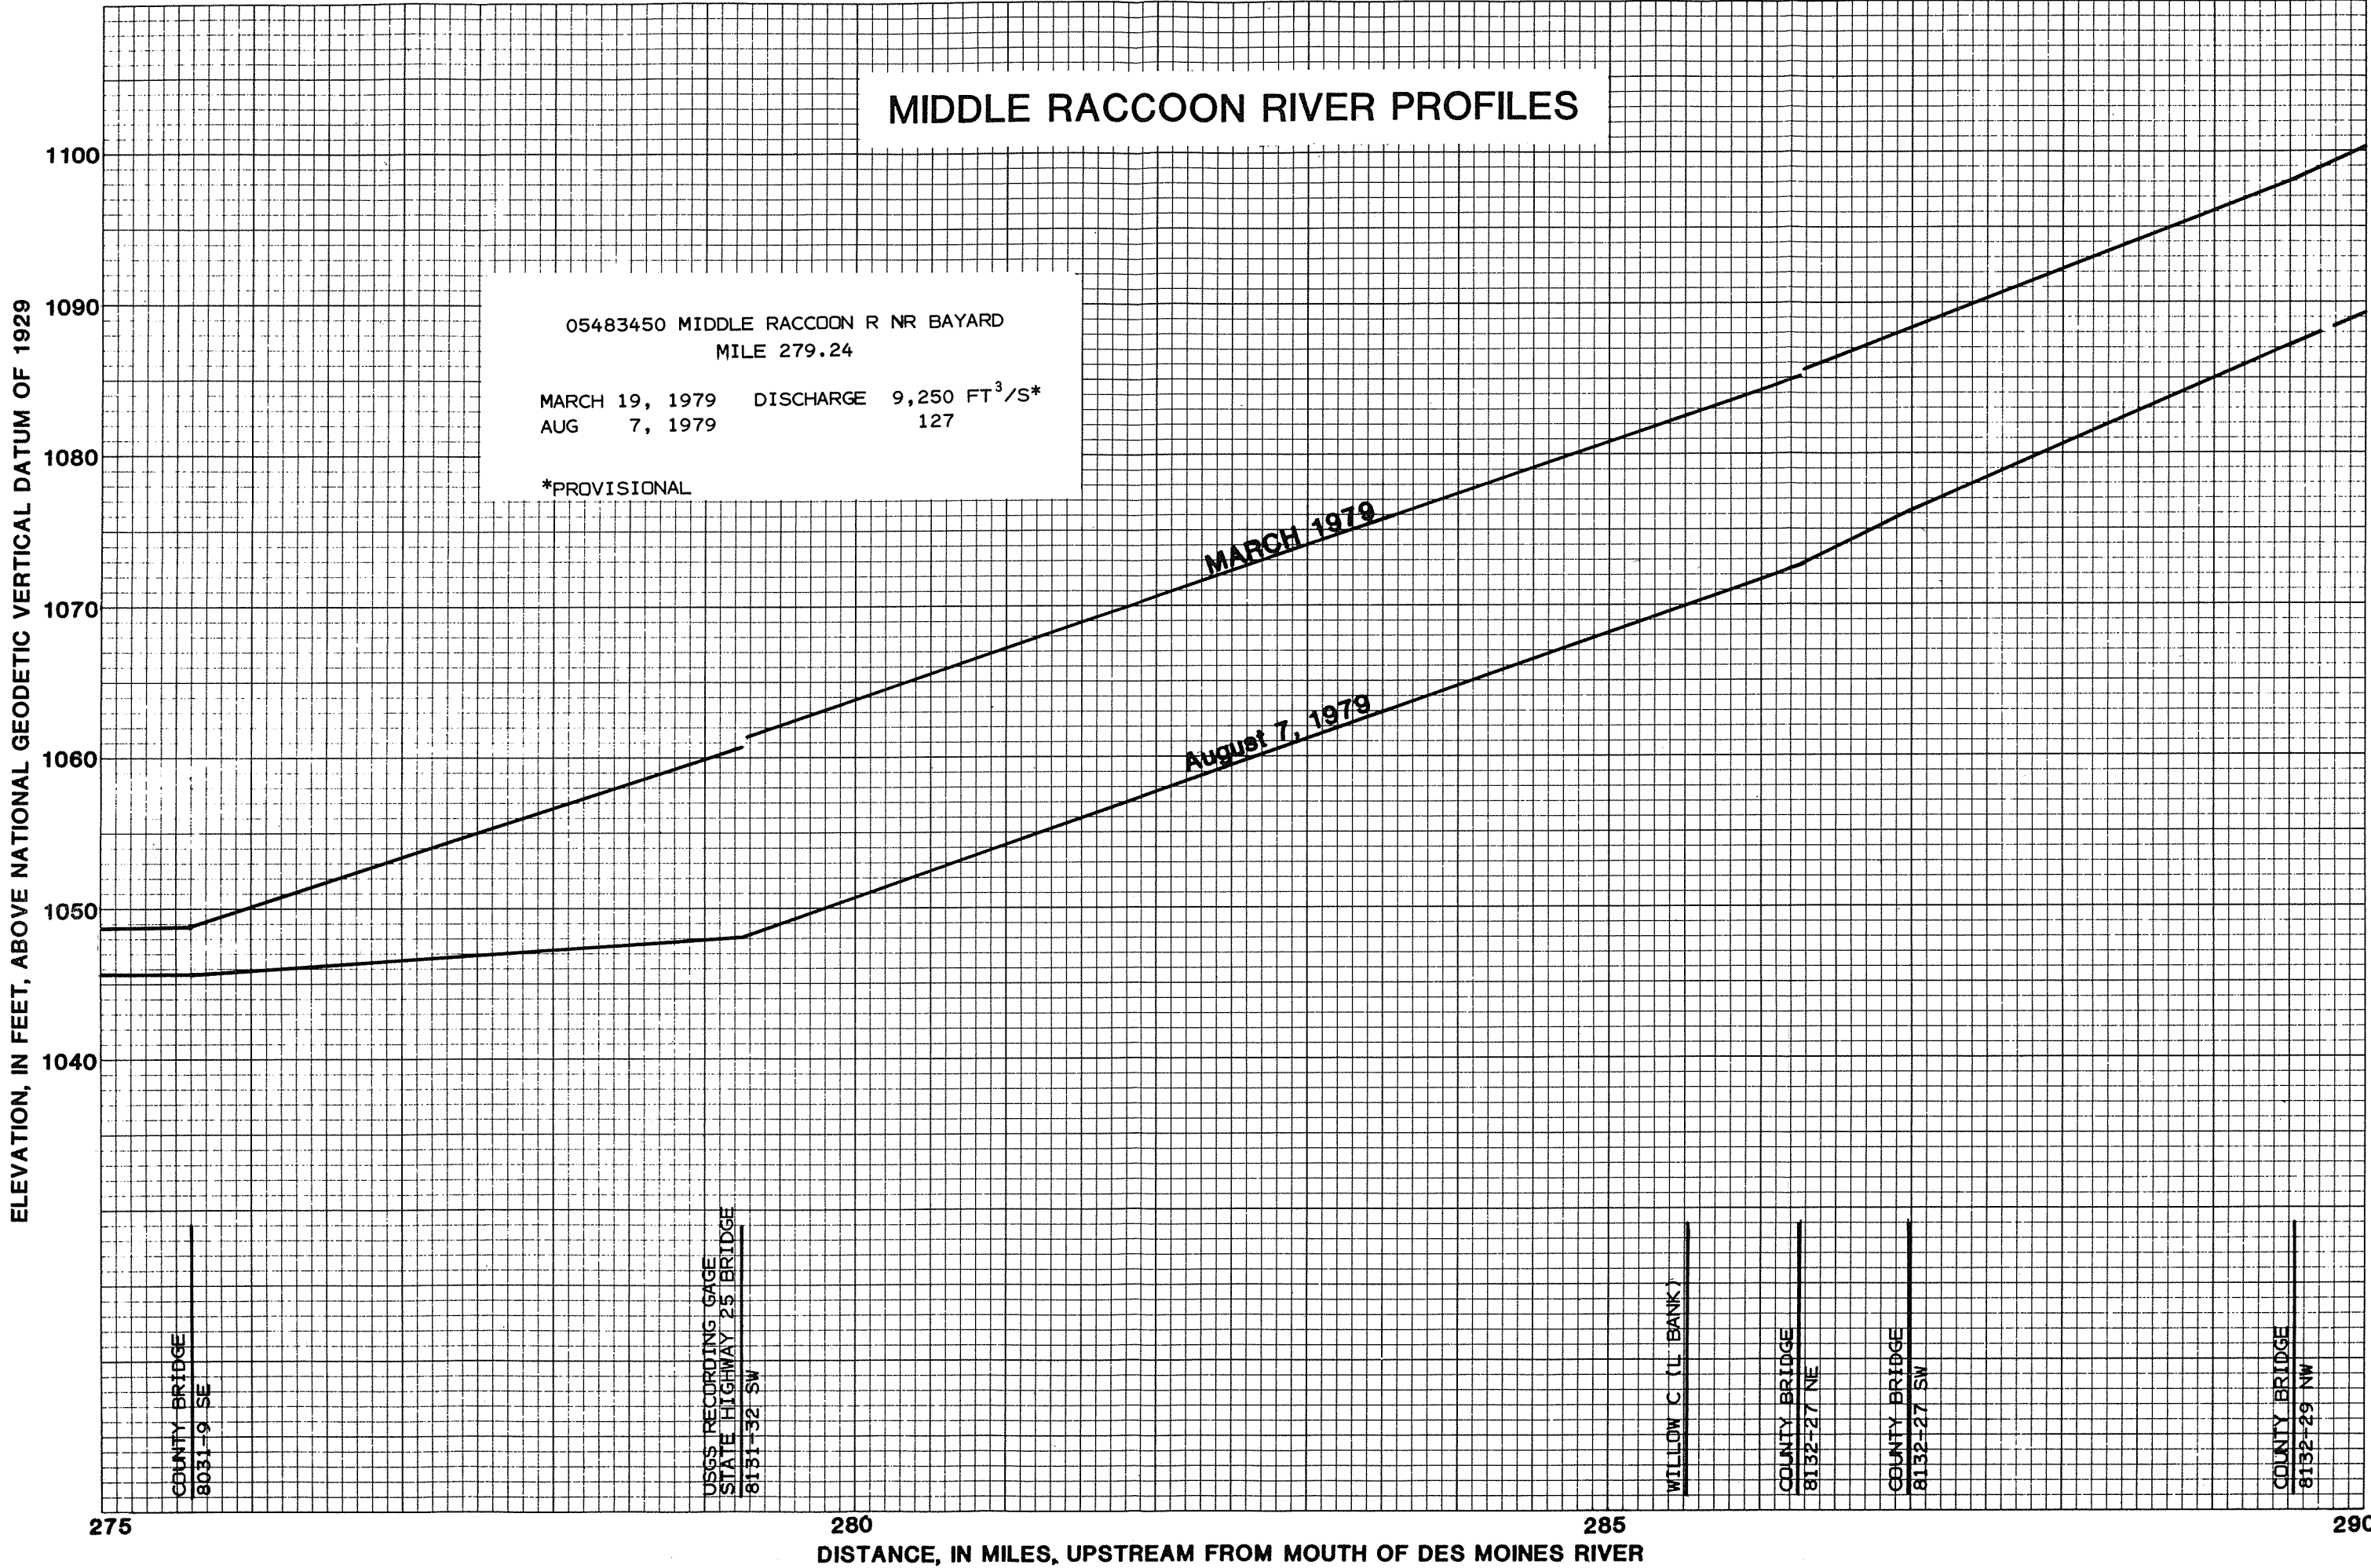 MIDDLE RACCOON RIVER PROFILES
05483450 MIDDLE RACCOON R NR BAYARD
MILE 279.24
MARCH 19, 1979 DISCHARGE 9,250 FT³/S*
AUG 7, 1979 127
*PROVISIONAL
ELEVATION, IN FEET, ABOVE NATIONAL GEODETIC VERTICAL DATUM OF 1929
1100
1090
1080
1070
1060
1050
1040
MARCH 1979
August 7, 1979
COUNTY BRIDGE
8031-9 SE
USGS RECORDING GAGE
STATE HIGHWAY 25 BRIDGE
8131-32 SW
WILLOW C (L BANK)
COUNTY BRIDGE
8132-27 NE
COUNTY BRIDGE
8132-27 SW
COUNTY BRIDGE
8132-29 NW
275
280
285
290
DISTANCE, IN MILES, UPSTREAM FROM MOUTH OF DES MOINES RIVER